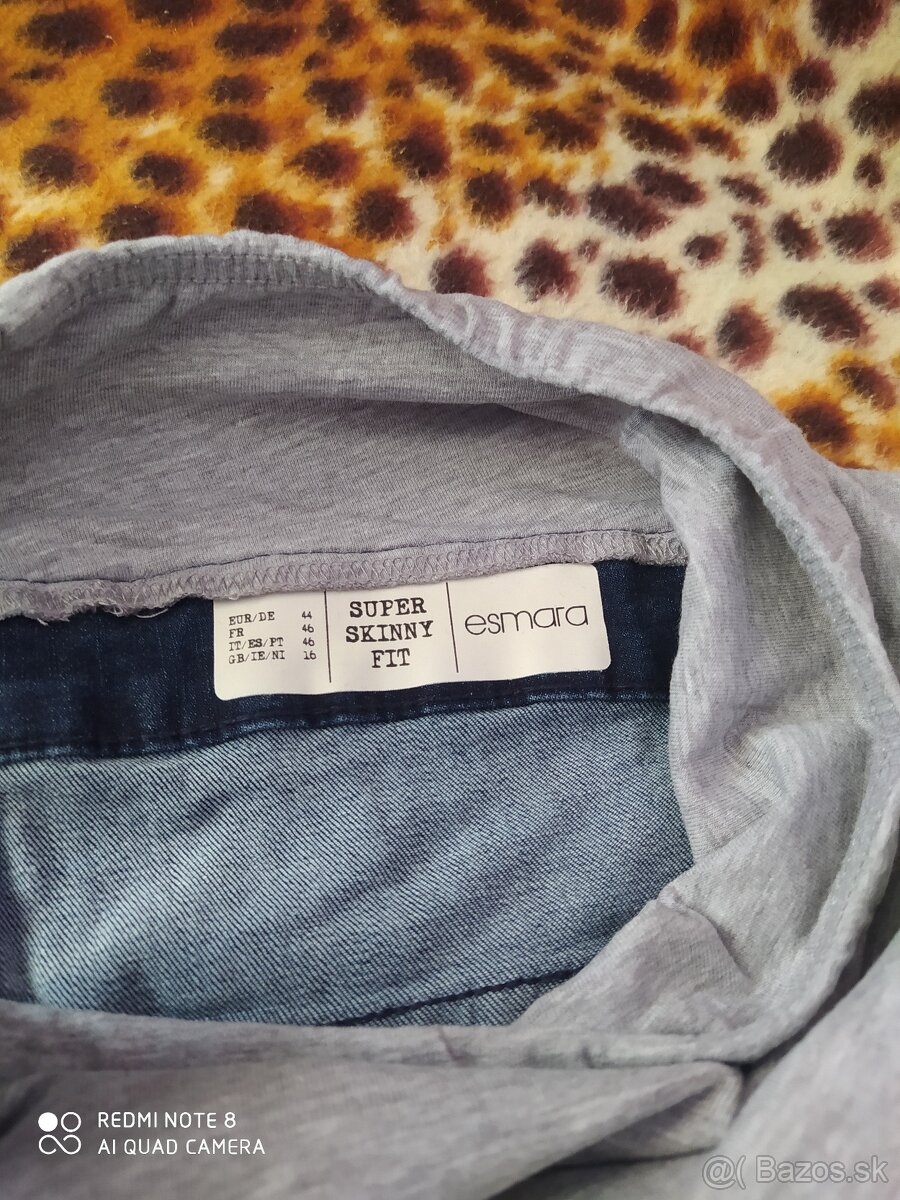 EUR/DE 44
FR 46
IT/ES/PT 46
GB/IE/NI 16
SUPER
SKINNY
FIT
esmara
REDMI NOTE 8
AI QUAD CAMERA
@( Bazos.sk